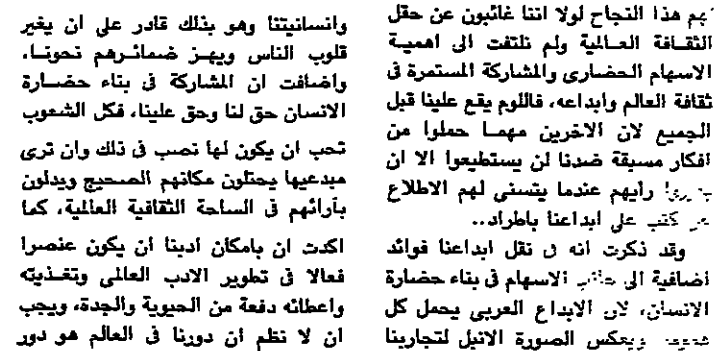 هذا النجاح لولا اننا غائبون عن حقل
الثقافة العالمية ولم نلتفت الى اهمية
الاسهام الحضارى والمشاركة المستمرة فى
ثقافة العالم وابداعه، فاللوم يقع علينا قبل
الجميع لان الاخرين مهما حملوا من
افكار مسبقة ضدنا لن يستطيعوا الا ان
رايهم عندما يتسنى لهم الاطلاع
كثب على ابداعنا باطراد..
وقد ذكرت انه فى نقل ابداعنا فوائد
اضافية الى جانب الاسهام فى بناء حضارة
الانسان، لان الابداع العربي يحمل كل
ويعكس الصورة الانبل لتجاربنا
وانسانيتنا وهو بذلك قادر على ان يغير
قلوب الناس ويهز ضمائرهم نحونا،
واضافت ان المشاركة فى بناء حضارة
الانسان حق لنا وحق علينا، فكل الشعوب
تحب ان يكون لها نصب فى ذلك وان ترى
مبدعيها يحتلون مكانهم الصحيح ويدلون
بآرائهم فى الساحة الثقافية العالمية، كما
اكدت ان بامكان ادبنا ان يكون عنصرا
فعالا فى تطوير الادب العالمى وتغذيته
واعطائه دفعة من الحيوية والجدة، ويجب
ان لا نظم ان دورنا فى العالم هو دور